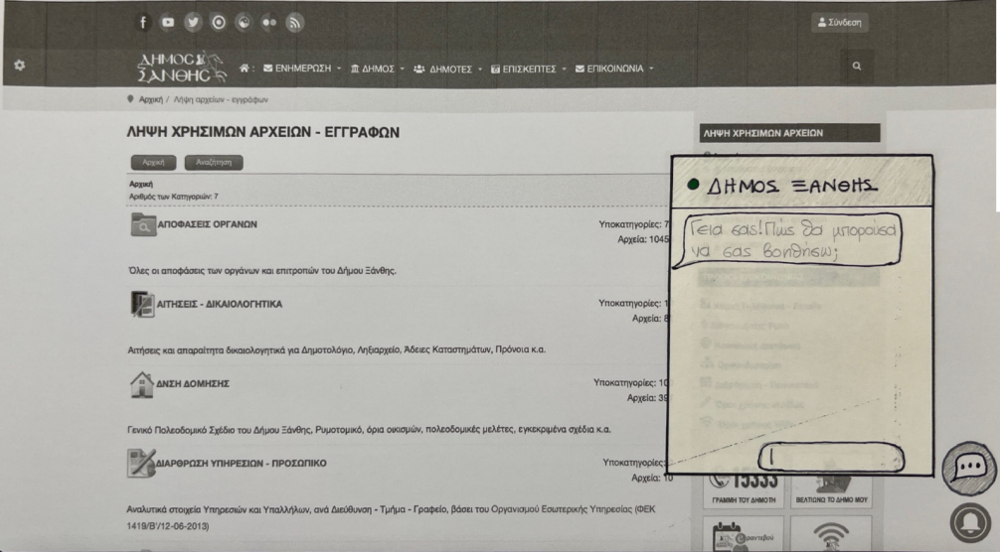 Σύνδεση
ΔΗΜΟΣ
ΞΑΝΘΗΣ
: ΕΝΗΜΕΡΩΣΗ ΔΗΜΟΣ ΔΗΜΟΤΕΣ ΕΠΙΣΚΕΠΤΕΣ ΕΠΙΚΟΙΝΩΝΙΑ
Αρχική / Λήψη αρχείων - εγγράφων
ΛΗΨΗ ΧΡΗΣΙΜΩΝ ΑΡΧΕΙΩΝ - ΕΓΓΡΑΦΩΝ
Αρχική Αναζήτηση
Αρχική
Αριθμός των Κατηγοριών: 7
ΑΠΟΦΑΣΕΙΣ ΟΡΓΑΝΩΝ
Υποκατηγορίες: 7
Αρχεία: 1045
Όλες οι αποφάσεις των οργάνων και επιτροπών του Δήμου Ξάνθης.
ΑΙΤΗΣΕΙΣ - ΔΙΚΑΙΟΛΟΓΗΤΙΚΑ
Υποκατηγορίες: 1
Αρχεία: 8
Αιτήσεις και απαραίτητα δικαιολογητικά για Δημοτολόγιο, Ληξιαρχείο, Άδειες Καταστημάτων, Πρόνοια κ.α.
ΔΝΣΗ ΔΟΜΗΣΗΣ
Υποκατηγορίες: 10
Αρχεία: 39
Γενικό Πολεοδομικό Σχέδιο του Δήμου Ξάνθης, Ρυμοτομικό, όρια οικισμών, πολεοδομικές μελέτες, εγκεκριμένα σχέδια κ.α.
ΔΙΑΡΘΡΩΣΗ ΥΠΗΡΕΣΙΩΝ - ΠΡΟΣΩΠΙΚΟ
Υποκατηγορίες:
Αρχεία: 10
Αναλυτικά στοιχεία Υπηρεσιών και Υπαλλήλων, ανά Διεύθυνση - Τμήμα - Γραφείο, βάσει του Οργανισμού Εσωτερικής Υπηρεσίας (ΦΕΚ
1419/Β'/12-06-2013)
ΛΗΨΗ ΧΡΗΣΙΜΩΝ ΑΡΧΕΙΩΝ
ΔΗΜΟΣ ΞΑΝΘΗΣ
Γεια σας! Πώς θα μπορούσα
να σας βοηθήσω;
15333
ΓΡΑΜΜΗ ΤΟΥ ΔΗΜΟΤΗ
ΒΕΛΤΙΩΝΩ ΤΟ ΔΗΜΟ ΜΟΥ
ραντεβού